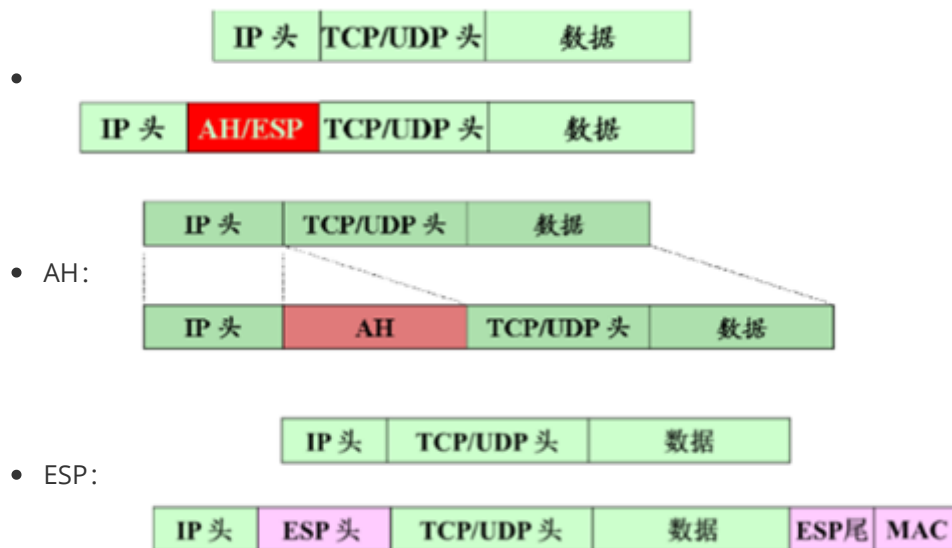 IP 头 TCP/UDP 头 数据
IP 头 AH/ESP TCP/UDP 头 数据
IP 头 TCP/UDP 头 数据
AH：
IP 头 AH TCP/UDP 头 数据
IP 头 TCP/UDP 头 数据
ESP：
IP 头 ESP 头 TCP/UDP 头 数据 ESP尾 MAC